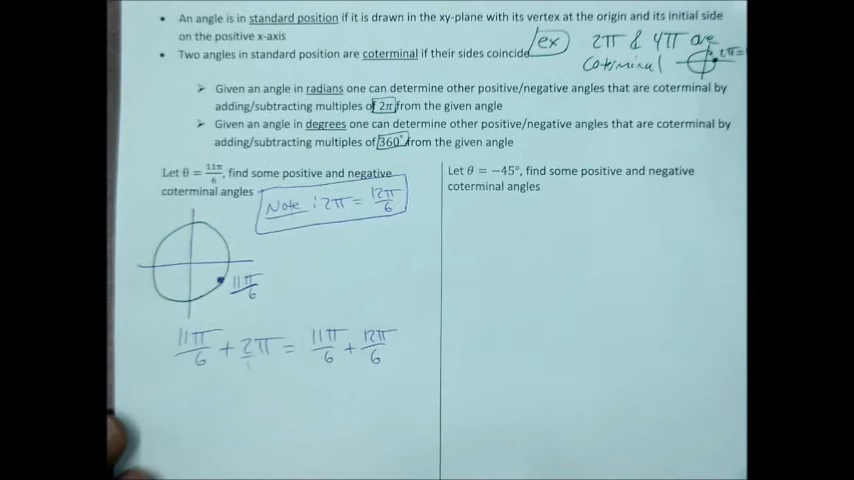 • An angle is in standard position if it is drawn in the xy-plane with its vertex at the origin and its initial side
on the positive x-axis
• Two angles in standard position are coterminal if their sides coincide
ex 2π & 4π are
coterminal
2π=
➢ Given an angle in radians one can determine other positive/negative angles that are coterminal by
adding/subtracting multiples of 2π from the given angle
➢ Given an angle in degrees one can determine other positive/negative angles that are coterminal by
adding/subtracting multiples of 360° from the given angle
Let θ = 11π/6, find some positive and negative
coterminal angles
Note : 2π = 12π/6
11π/6
11π/6 + 2π/1 = 11π/6 + 12π/6
Let θ = −45°, find some positive and negative
coterminal angles